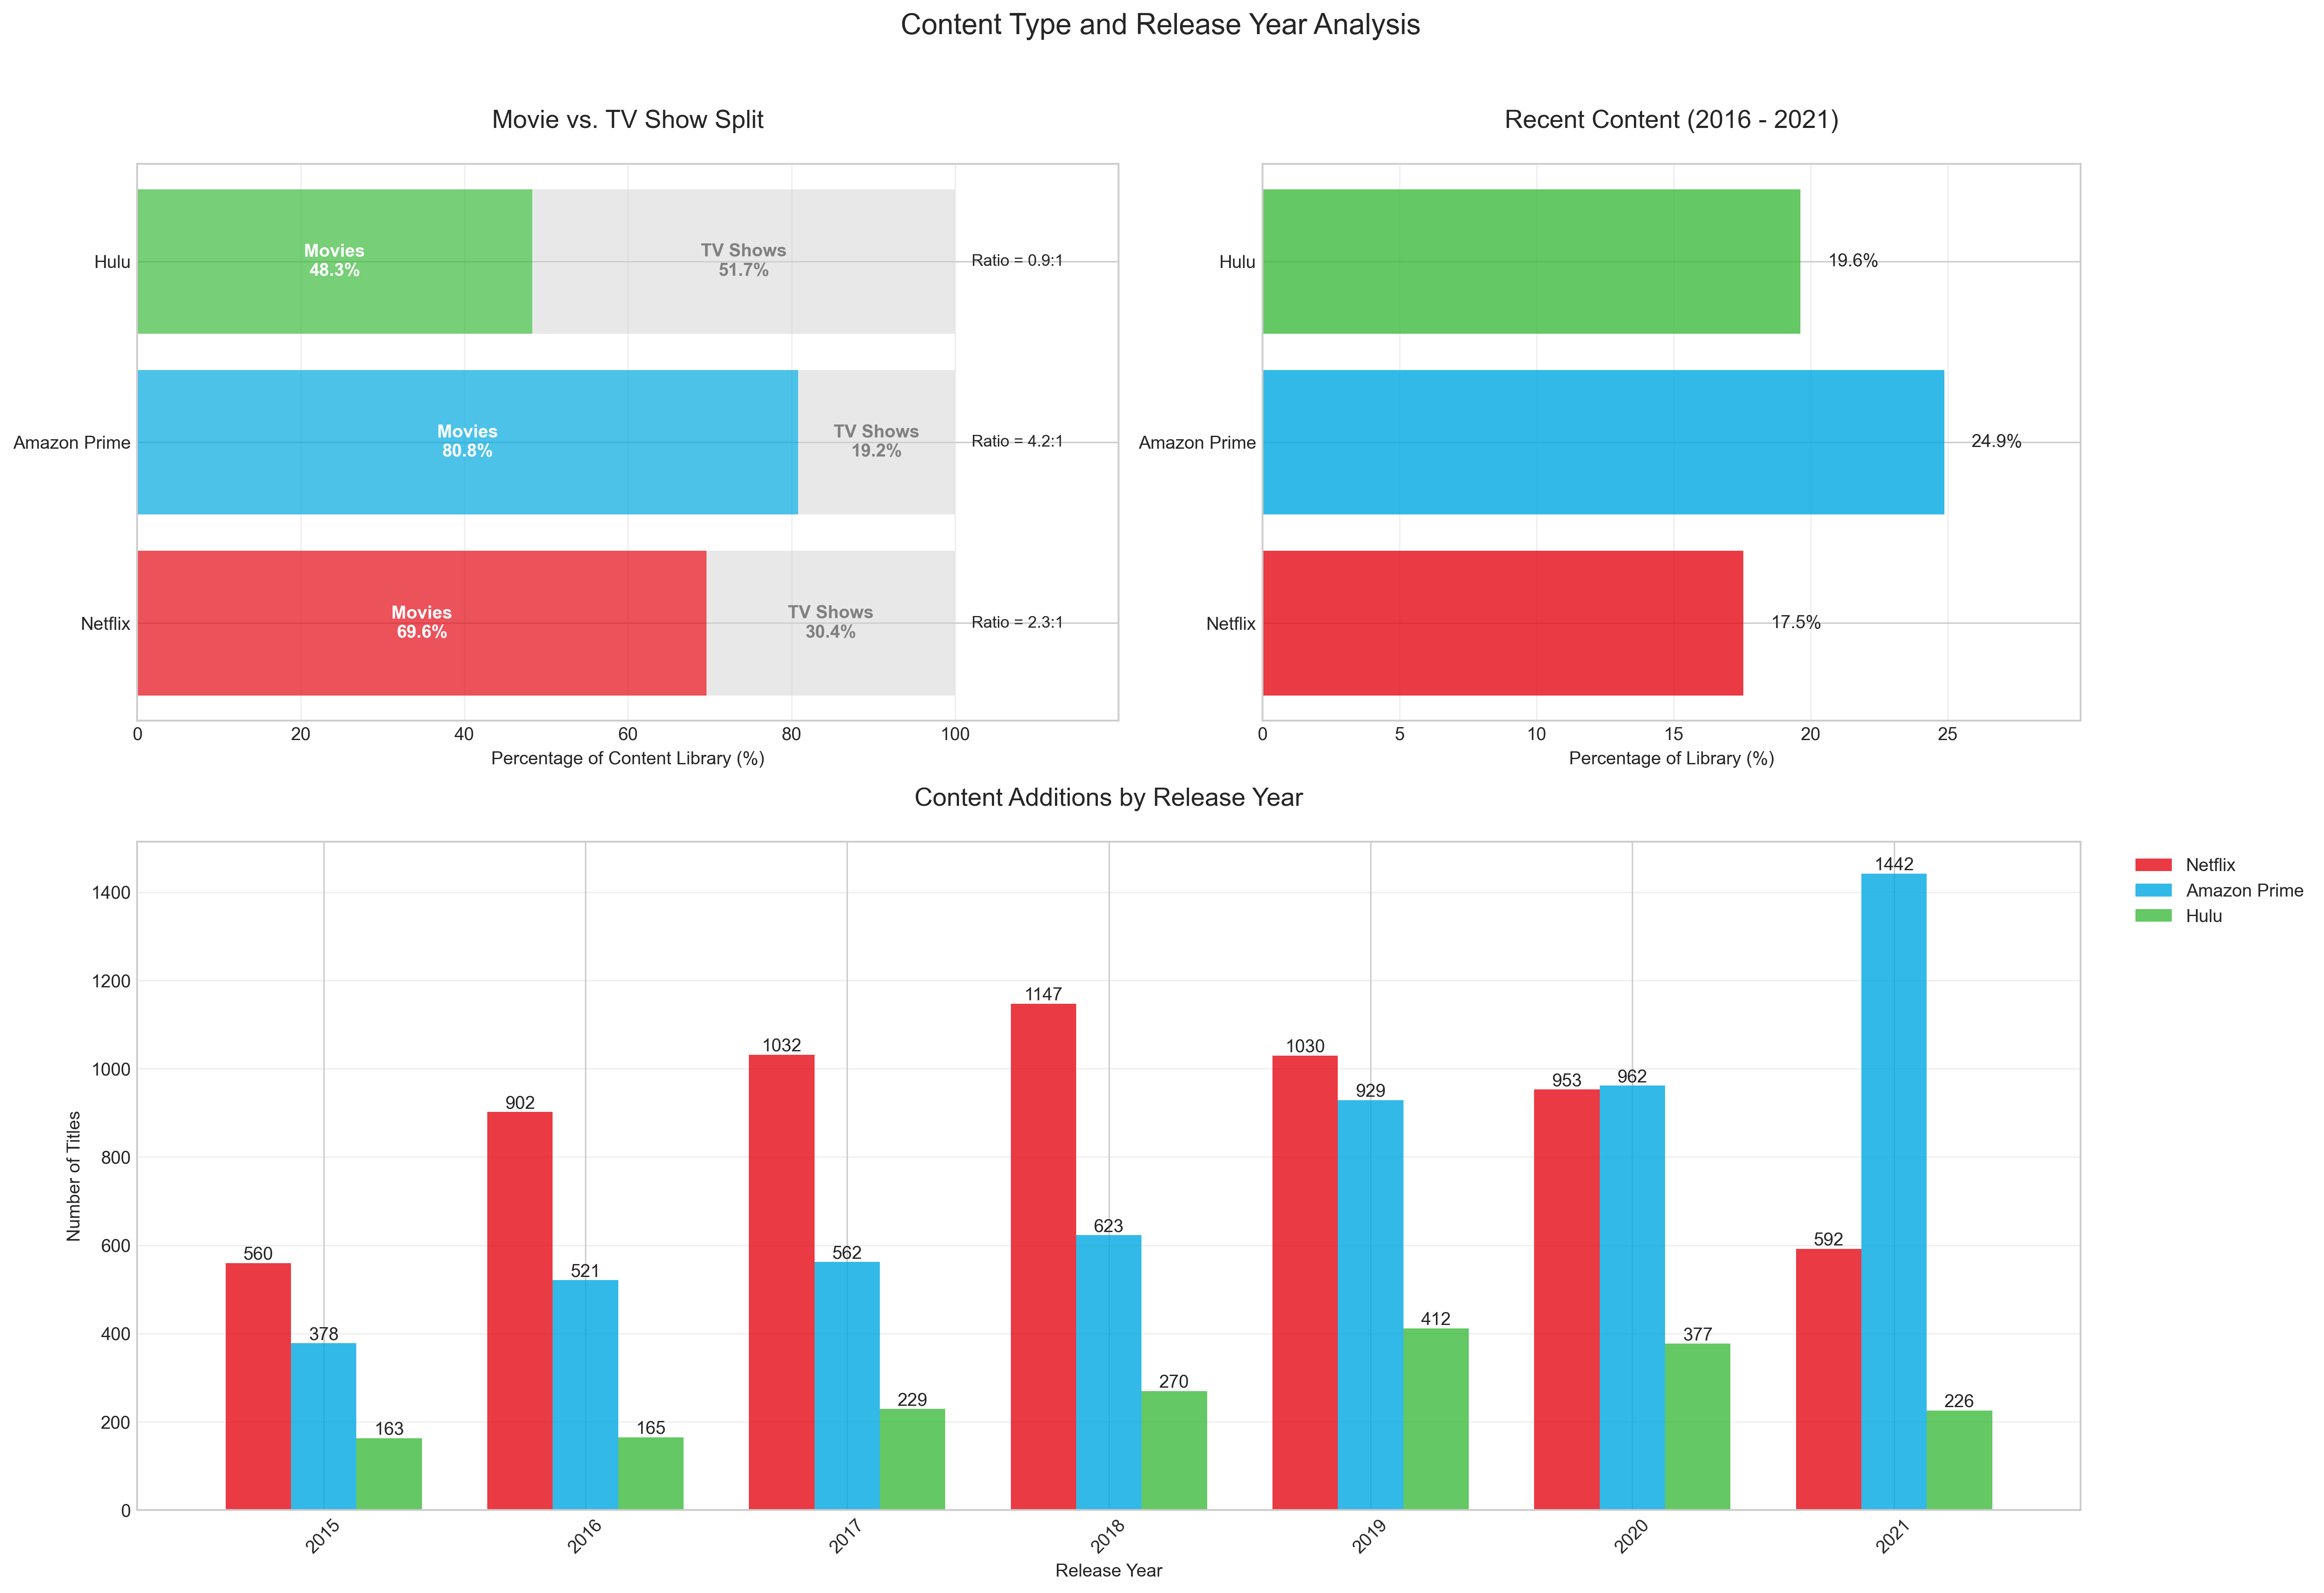 Content Type and Release Year Analysis
Movie vs. TV Show Split
Hulu
Movies
48.3%
TV Shows
51.7%
Ratio = 0.9:1
Amazon Prime
Movies
80.8%
TV Shows
19.2%
Ratio = 4.2:1
Netflix
Movies
69.6%
TV Shows
30.4%
Ratio = 2.3:1
0 20 40 60 80 100
Percentage of Content Library (%)
Recent Content (2016 - 2021)
Hulu
19.6%
Amazon Prime
24.9%
Netflix
17.5%
0 5 10 15 20 25
Percentage of Library (%)
Content Additions by Release Year
Number of Titles
1400
1200
1000
800
600
400
200
0
560 378 163
902 521 165
1032 562 229
1147 623 270
1030 929 412
953 962 377
592 1442 226
2015 2016 2017 2018 2019 2020 2021
Release Year
Netflix
Amazon Prime
Hulu